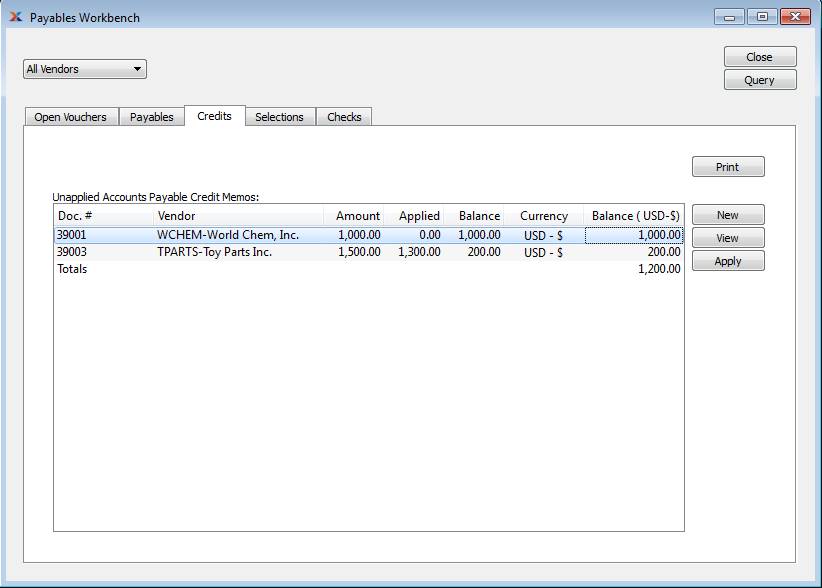 Payables Workbench
All Vendors
Close
Query
Open Vouchers Payables Credits Selections Checks
Print
Unapplied Accounts Payable Credit Memos:
Doc. # Vendor Amount Applied Balance Currency Balance ( USD-$)
39001 WCHEM-World Chem, Inc. 1,000.00 0.00 1,000.00 USD - $ 1,000.00
39003 TPARTS-Toy Parts Inc. 1,500.00 1,300.00 200.00 USD - $ 200.00
Totals 1,200.00
New
View
Apply